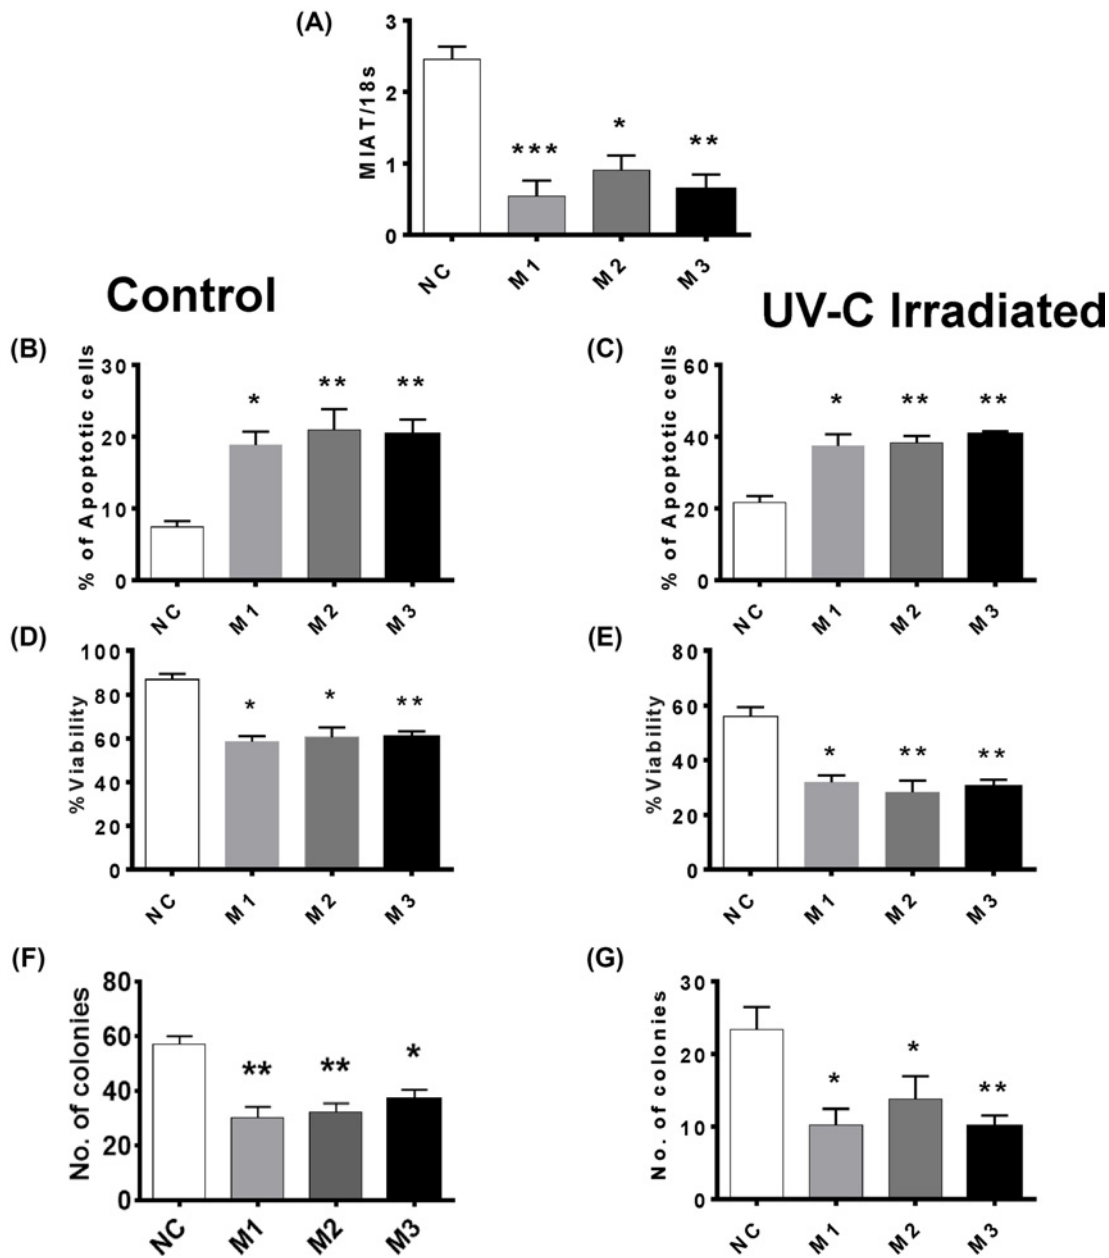 (A)
MIAT/18s
3
2
1
0
***
*
**
NC
M1
M2
M3
Control
UV-C Irradiated
(B)
% of Apoptotic cells
30
20
10
0
*
**
**
NC
M1
M2
M3
(C)
% of Apoptotic cells
60
40
20
0
*
**
**
NC
M1
M2
M3
(D)
%Viability
100
80
60
40
20
0
*
*
**
NC
M1
M2
M3
(E)
%Viability
80
60
40
20
0
*
**
**
NC
M1
M2
M3
(F)
No. of colonies
80
60
40
20
0
**
**
*
NC
M1
M2
M3
(G)
No. of colonies
30
20
10
0
*
*
**
NC
M1
M2
M3